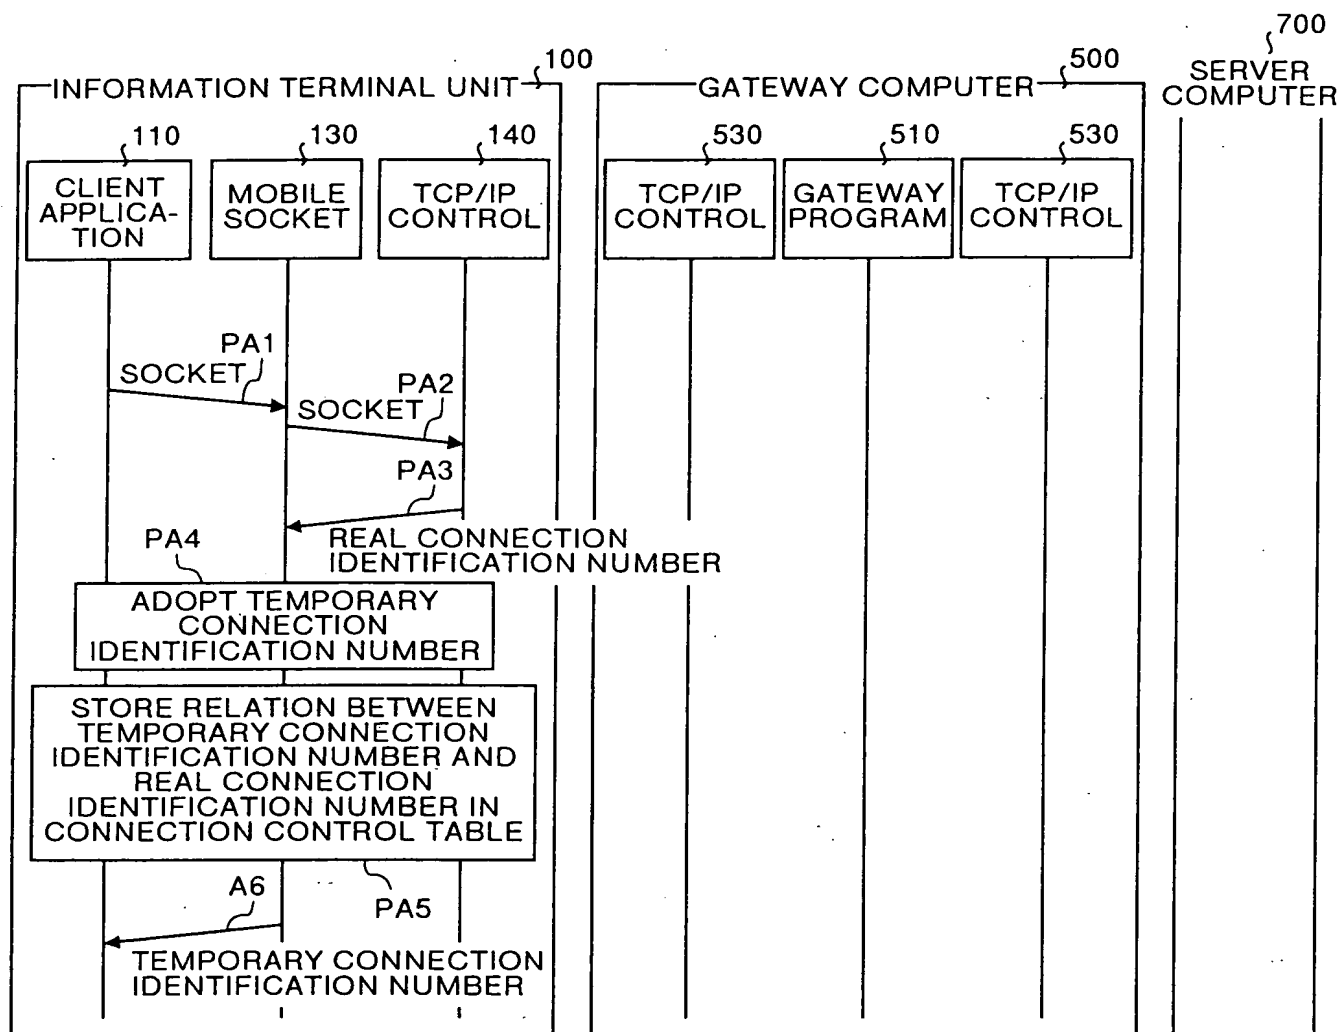 700
100
500
INFORMATION TERMINAL UNIT
GATEWAY COMPUTER
SERVER
COMPUTER
110
130
140
530
510
530
CLIENT
APPLICA-
TION
MOBILE
SOCKET
TCP/IP
CONTROL
TCP/IP
CONTROL
GATEWAY
PROGRAM
TCP/IP
CONTROL
PA1
SOCKET
PA2
SOCKET
PA3
REAL CONNECTION
IDENTIFICATION NUMBER
PA4
ADOPT TEMPORARY
CONNECTION
IDENTIFICATION NUMBER
STORE RELATION BETWEEN
TEMPORARY CONNECTION
IDENTIFICATION NUMBER AND
REAL CONNECTION
IDENTIFICATION NUMBER IN
CONNECTION CONTROL TABLE
A6
PA5
TEMPORARY CONNECTION
IDENTIFICATION NUMBER